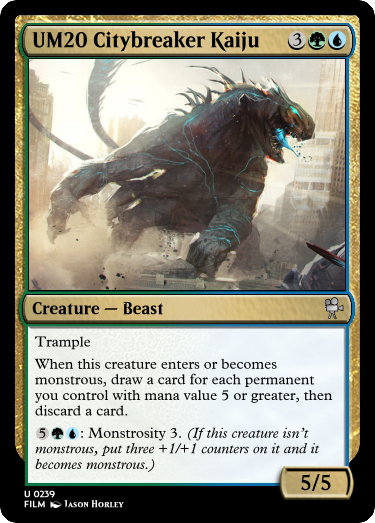 UM20 Citybreaker Kaiju 3
Creature — Beast
Trample
When this creature enters or becomes
monstrous, draw a card for each permanent
you control with mana value 5 or greater, then
discard a card.
5: Monstrosity 3. (If this creature isn't
monstrous, put three +1/+1 counters on it and it
becomes monstrous.)
5/5
U 0239
FILM Jason Horley